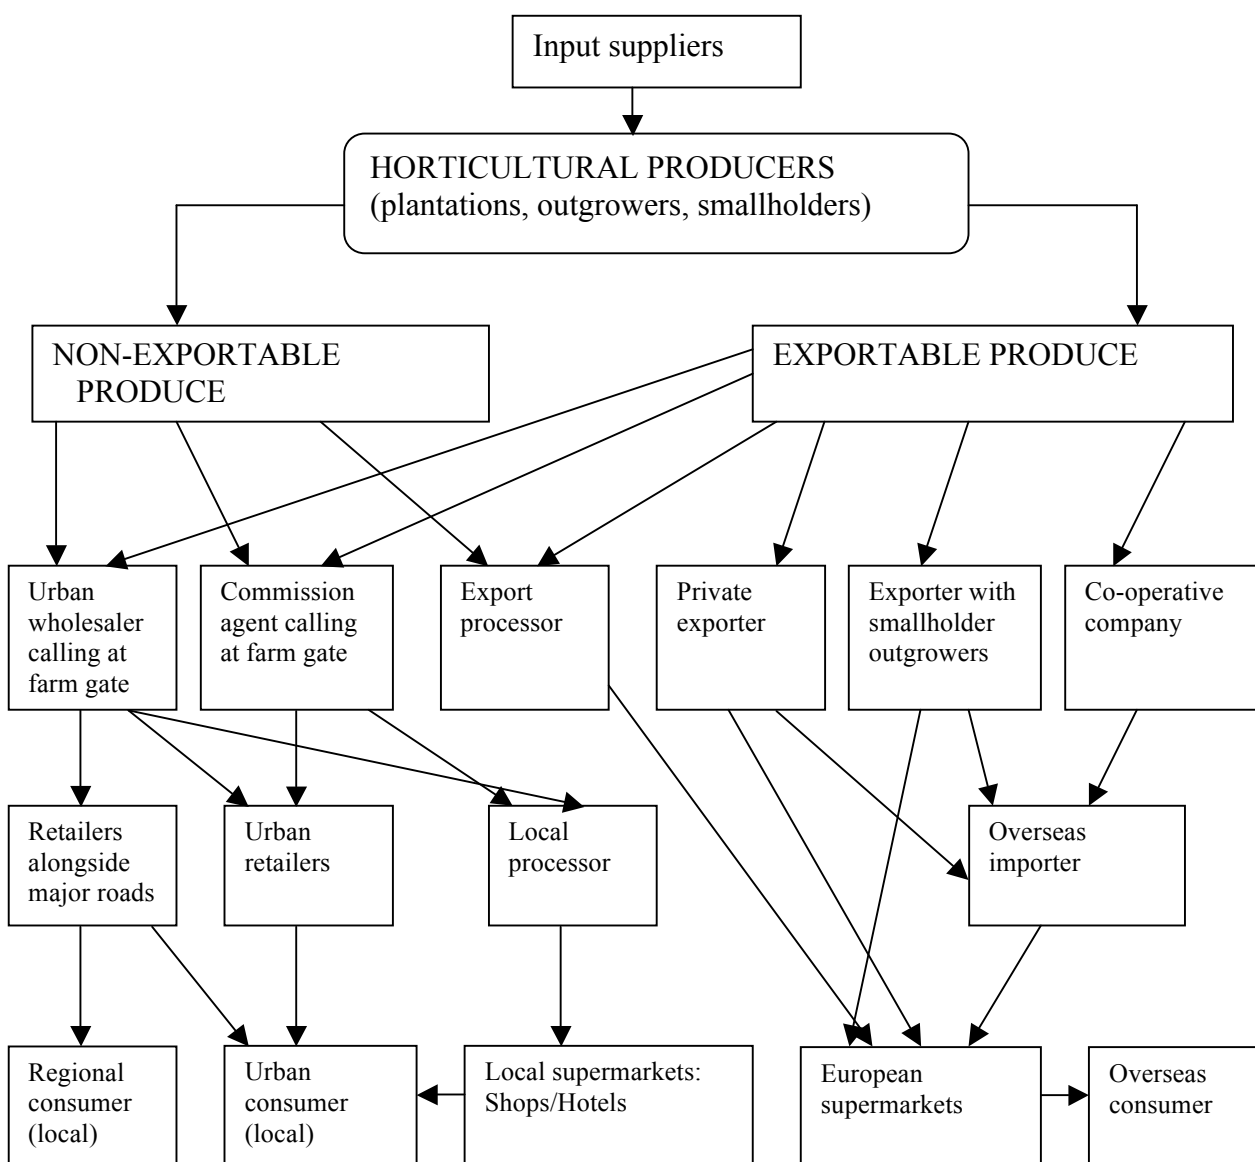 Input suppliers
HORTICULTURAL PRODUCERS
(plantations, outgrowers, smallholders)
NON-EXPORTABLE
PRODUCE
EXPORTABLE PRODUCE
Urban
wholesaler
calling at
farm gate
Commission
agent calling
at farm gate
Export
processor
Private
exporter
Exporter with
smallholder
outgrowers
Co-operative
company
Retailers
alongside
major roads
Urban
retailers
Local
processor
Overseas
importer
Regional
consumer
(local)
Urban
consumer
(local)
Local supermarkets:
Shops/Hotels
European
supermarkets
Overseas
consumer